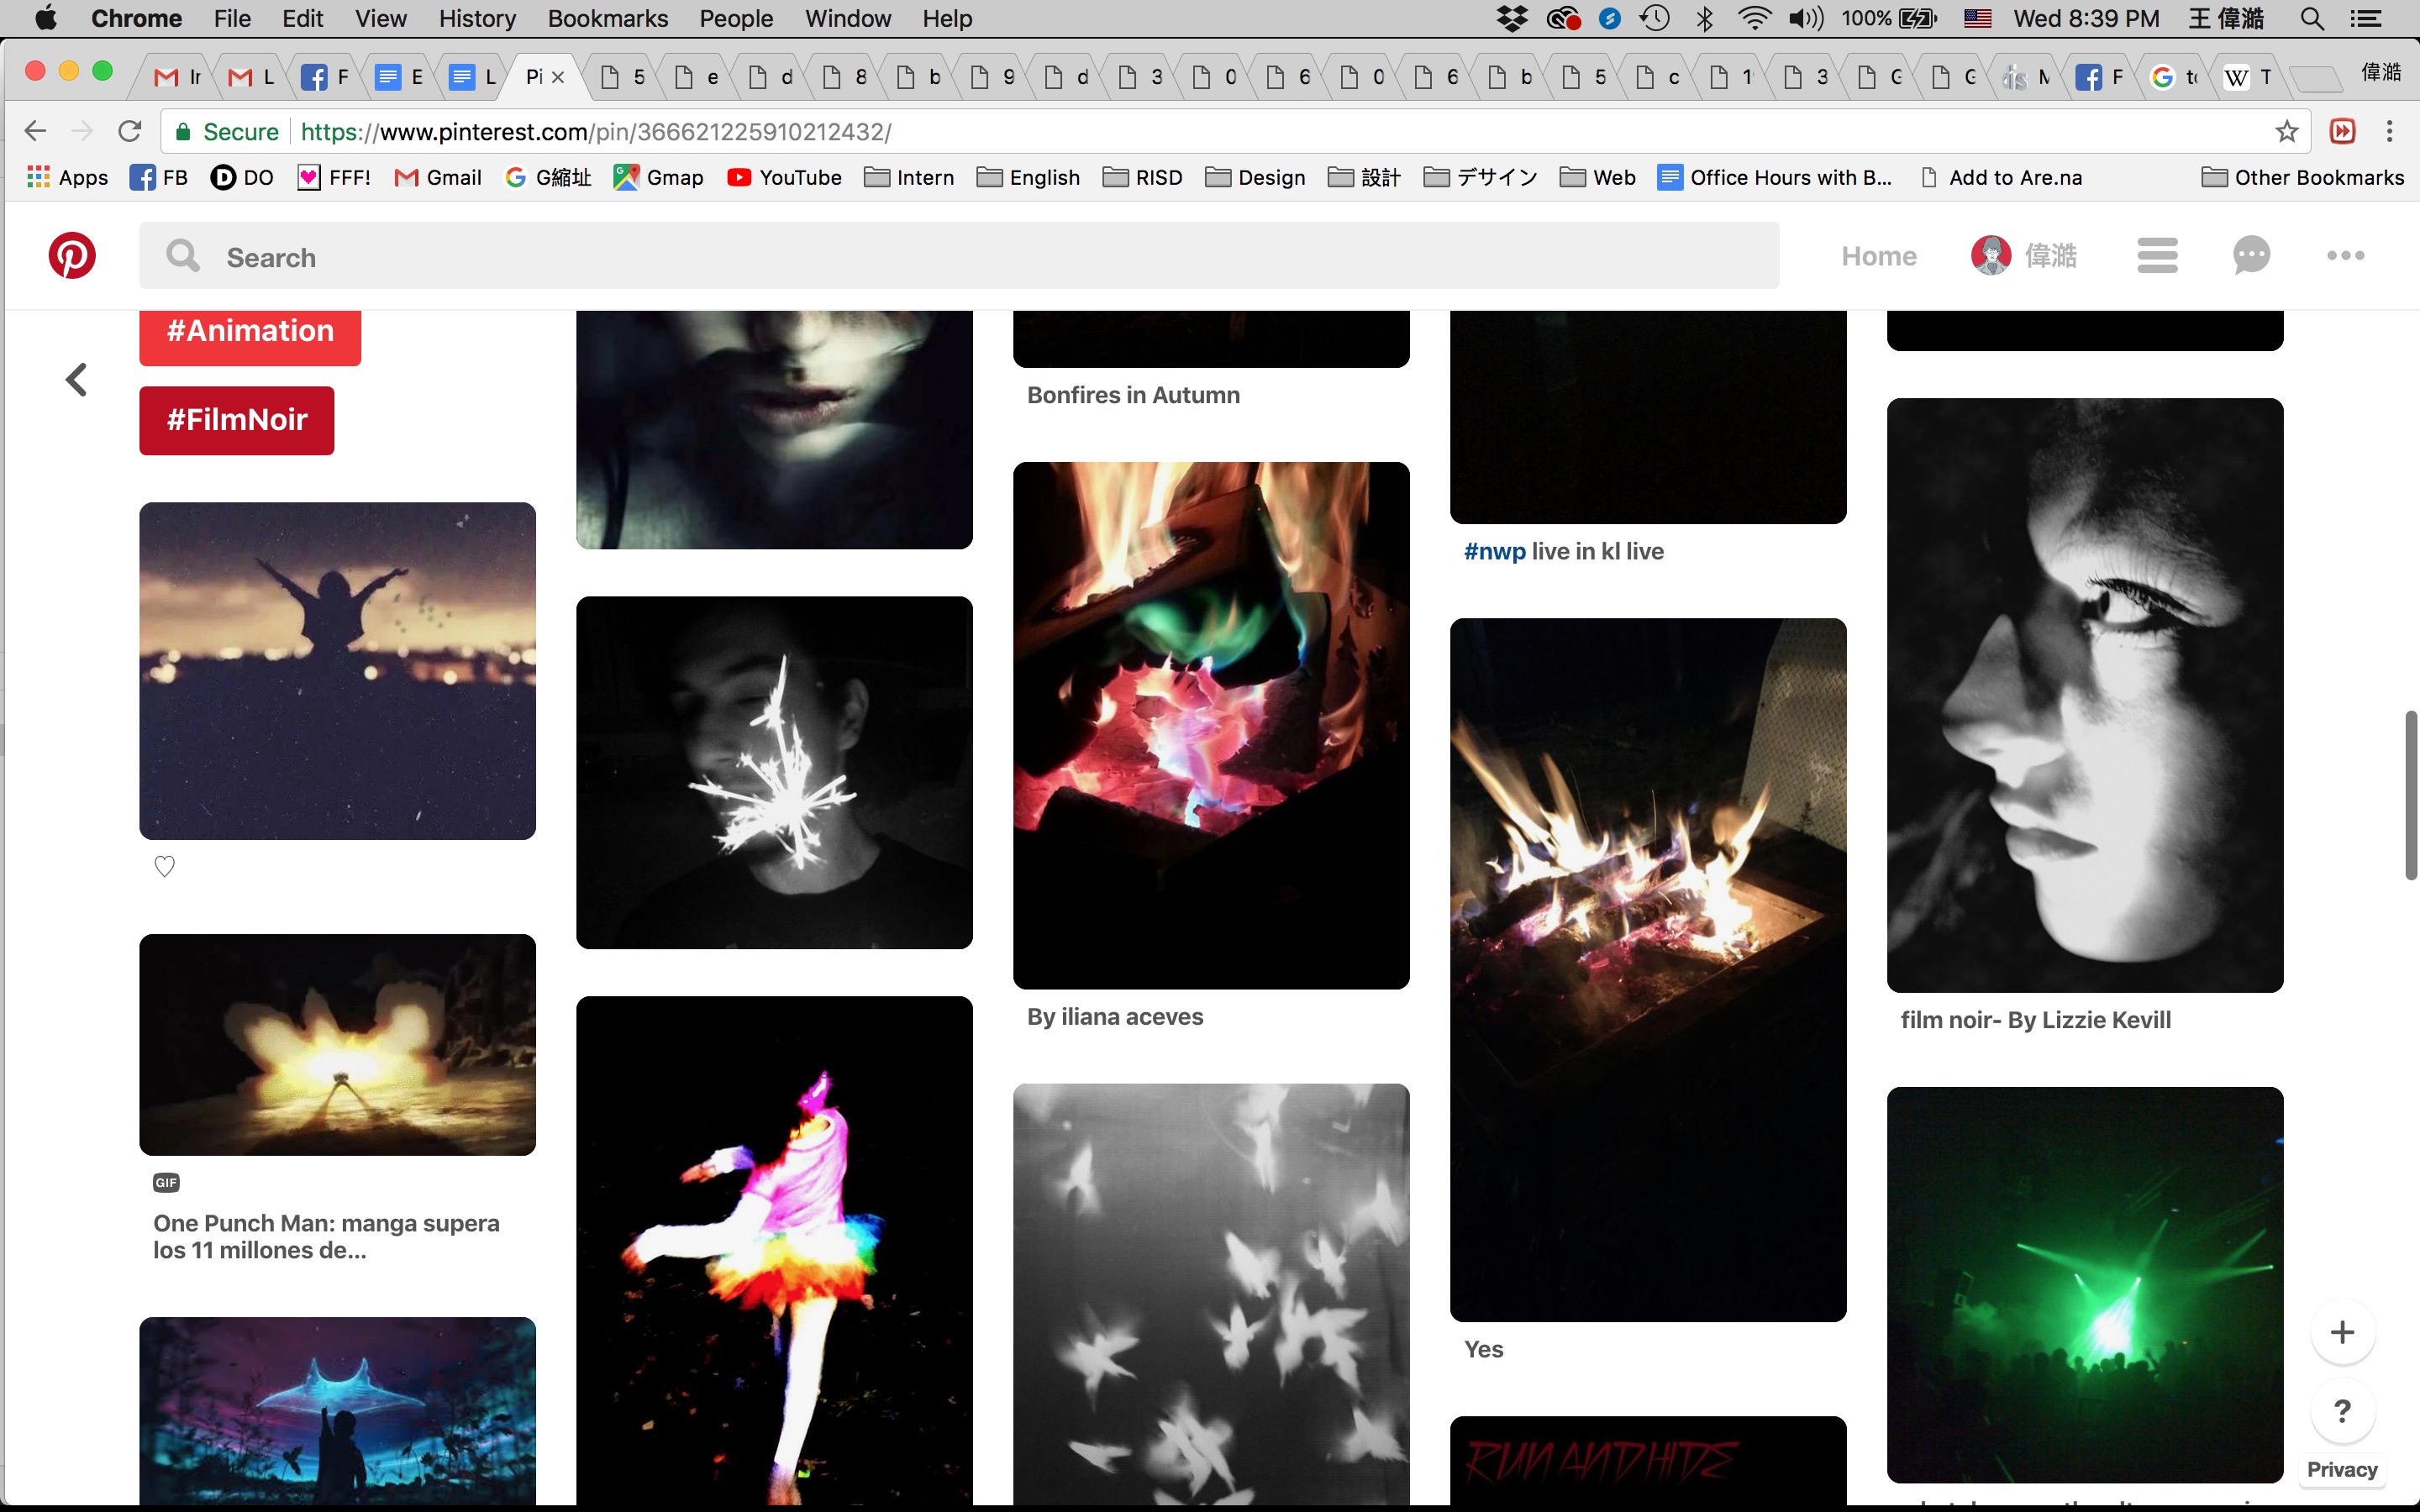 Chrome File Edit View History Bookmarks People Window Help 100% Wed 8:39 PM 王 偉澔
Ir L F E L Pi 5 e d 8 b 9 d 3 0 6 0 6 b 5 c 1 3 G G M F to T 偉澔
Secure https://www.pinterest.com/pin/366621225910212432/
Apps FB DO FFF! Gmail G縮址 Gmap YouTube Intern English RISD Design 設計 デサイン Web Office Hours with B... Add to Are.na Other Bookmarks
Search Home 偉澔
#Animation
#FilmNoir
♡
GIF
One Punch Man: manga supera
los 11 millones de...
Bonfires in Autumn
By iliana aceves
#nwp live in kl live
Yes
RUN AND HIDE
film noir- By Lizzie Kevill
+
?
Privacy